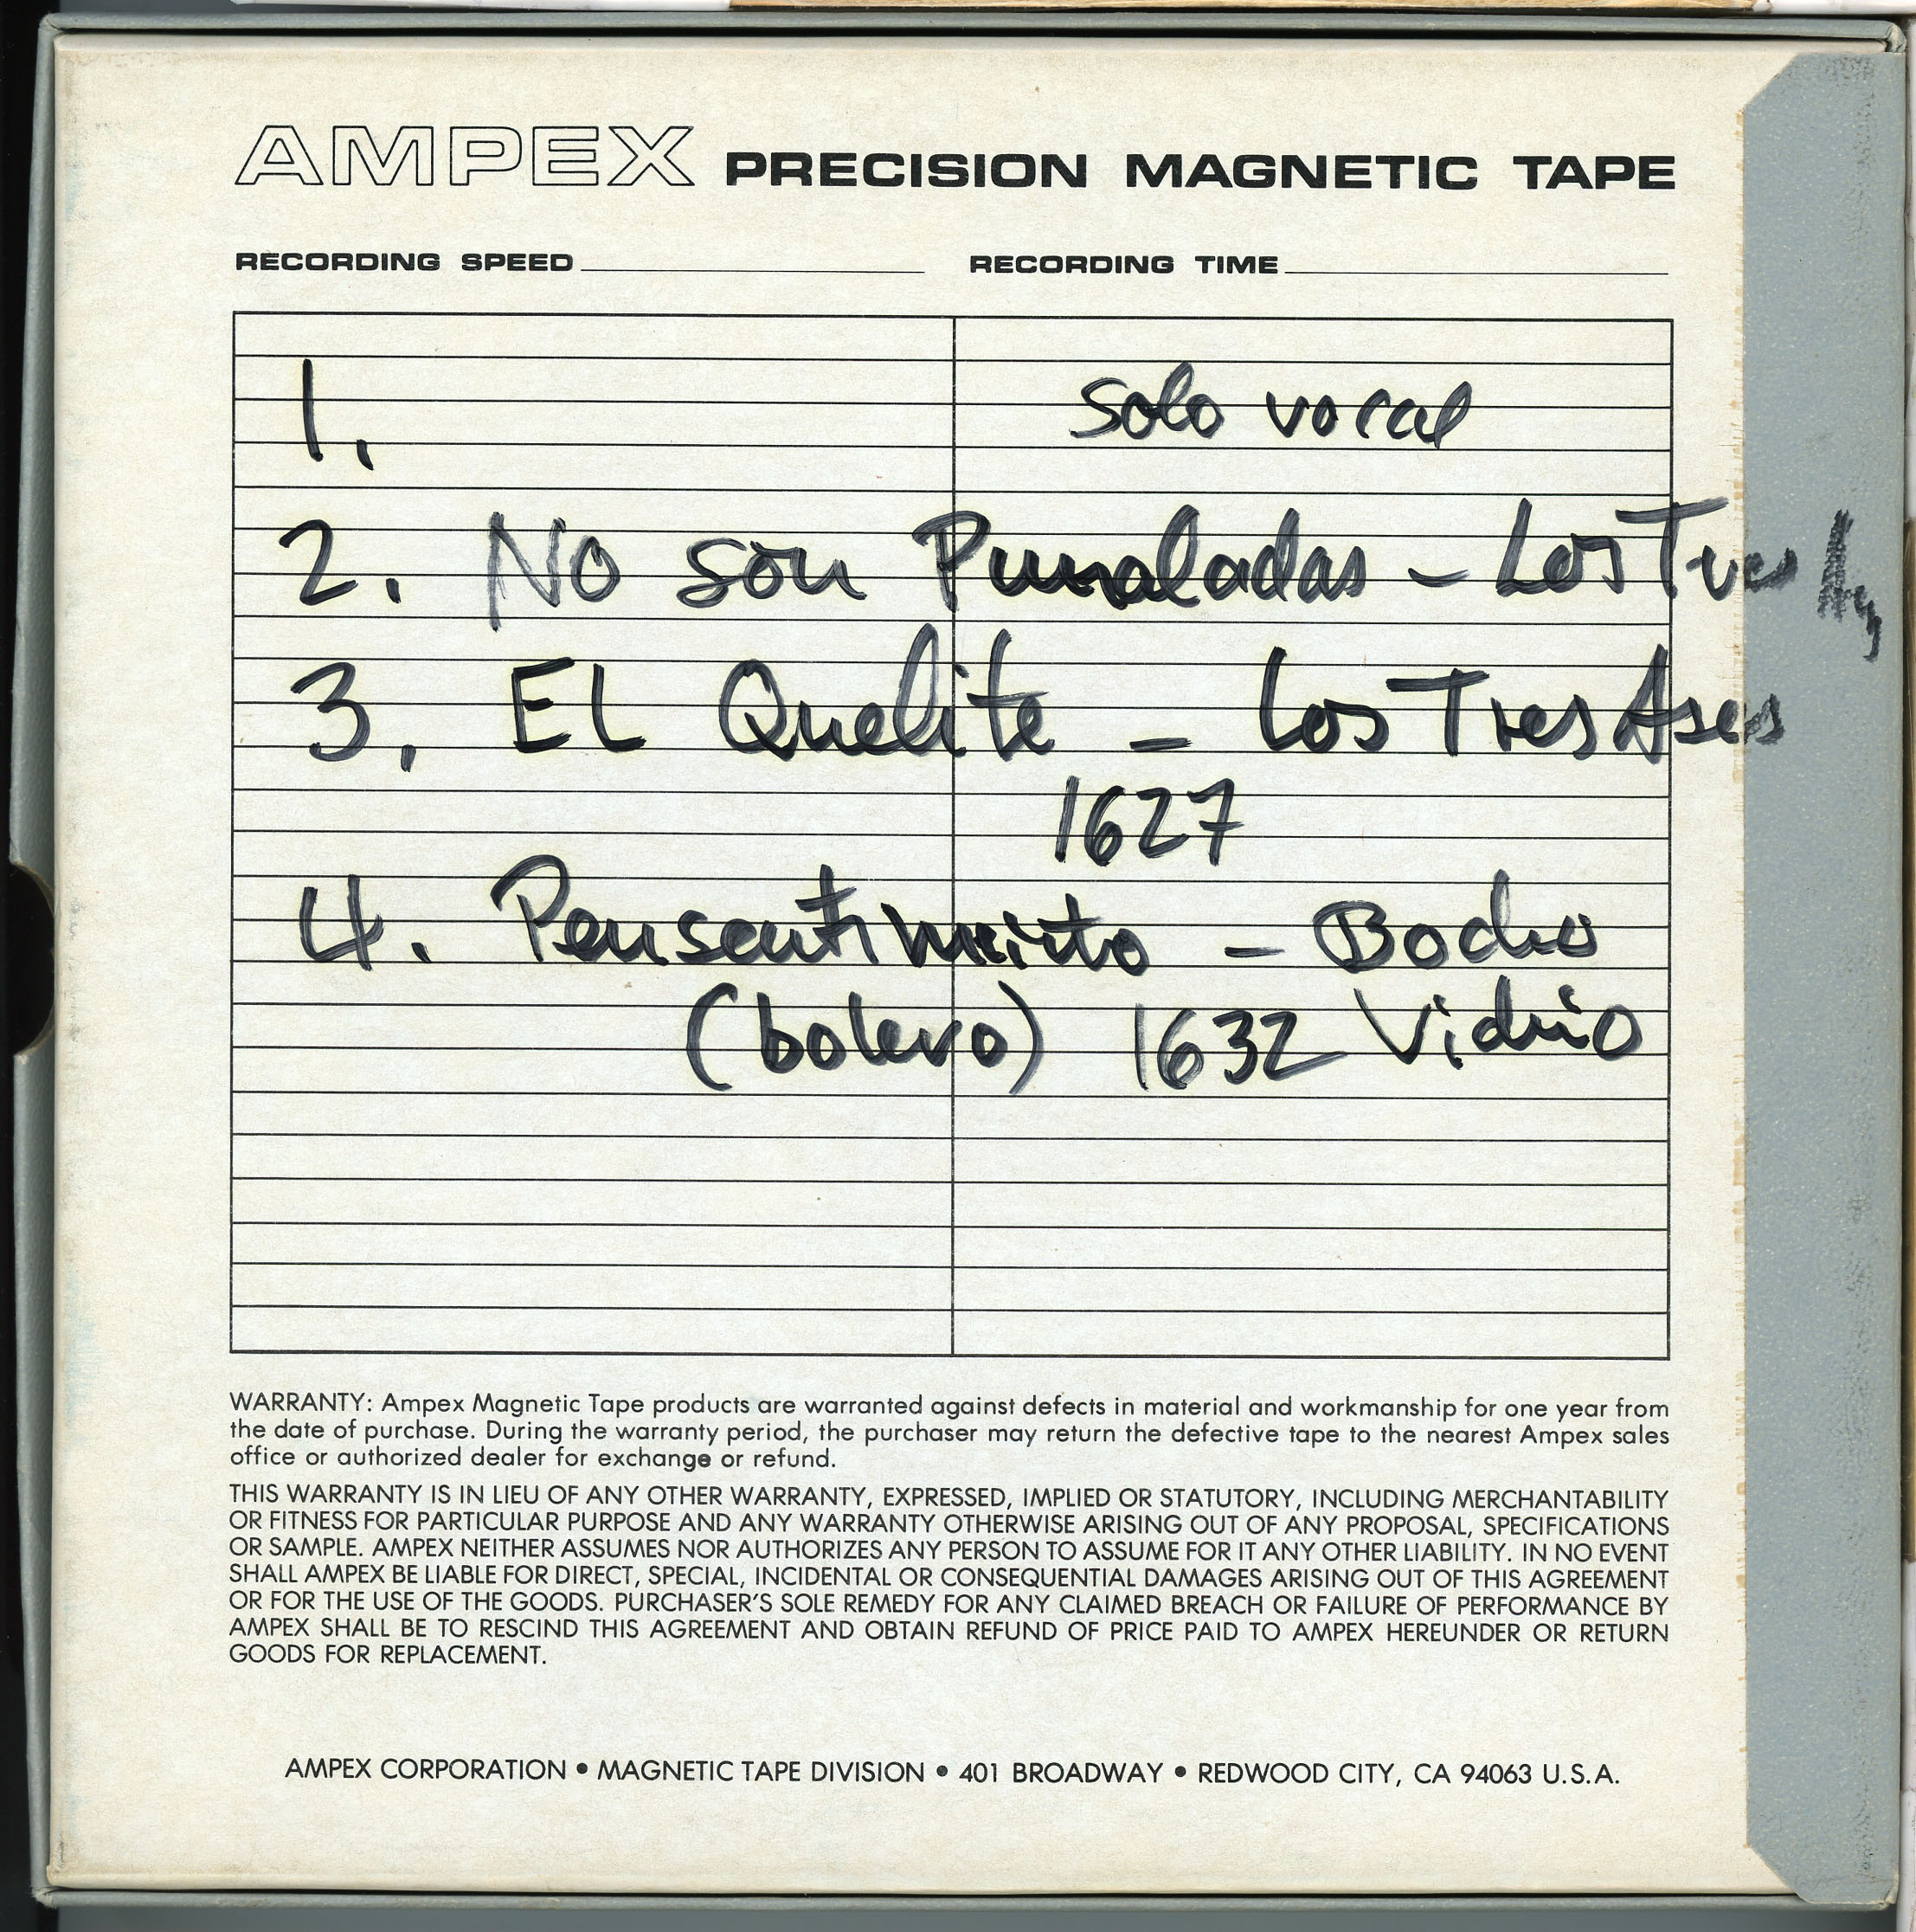 AMPEX PRECISION MAGNETIC TAPE
RECORDING SPEED RECORDING TIME
1. Solo vocal
2. No son Punaladas - Los Tres
3. EL Quelite - Los Tres Ases
1627
4. Pensentimiento - Bocho
(bolero) 1632 Vidrio
WARRANTY: Ampex Magnetic Tape products are warranted against defects in material and workmanship for one year from
the date of purchase. During the warranty period, the purchaser may return the defective tape to the nearest Ampex sales
office or authorized dealer for exchange or refund.
THIS WARRANTY IS IN LIEU OF ANY OTHER WARRANTY, EXPRESSED, IMPLIED OR STATUTORY, INCLUDING MERCHANTABILITY
OR FITNESS FOR PARTICULAR PURPOSE AND ANY WARRANTY OTHERWISE ARISING OUT OF ANY PROPOSAL, SPECIFICATIONS
OR SAMPLE. AMPEX NEITHER ASSUMES NOR AUTHORIZES ANY PERSON TO ASSUME FOR IT ANY OTHER LIABILITY. IN NO EVENT
SHALL AMPEX BE LIABLE FOR DIRECT, SPECIAL, INCIDENTAL OR CONSEQUENTIAL DAMAGES ARISING OUT OF THIS AGREEMENT
OR FOR THE USE OF THE GOODS. PURCHASER'S SOLE REMEDY FOR ANY CLAIMED BREACH OR FAILURE OF PERFORMANCE BY
AMPEX SHALL BE TO RESCIND THIS AGREEMENT AND OBTAIN REFUND OF PRICE PAID TO AMPEX HEREUNDER OR RETURN
GOODS FOR REPLACEMENT.
AMPEX CORPORATION • MAGNETIC TAPE DIVISION • 401 BROADWAY • REDWOOD CITY, CA 94063 U.S.A.